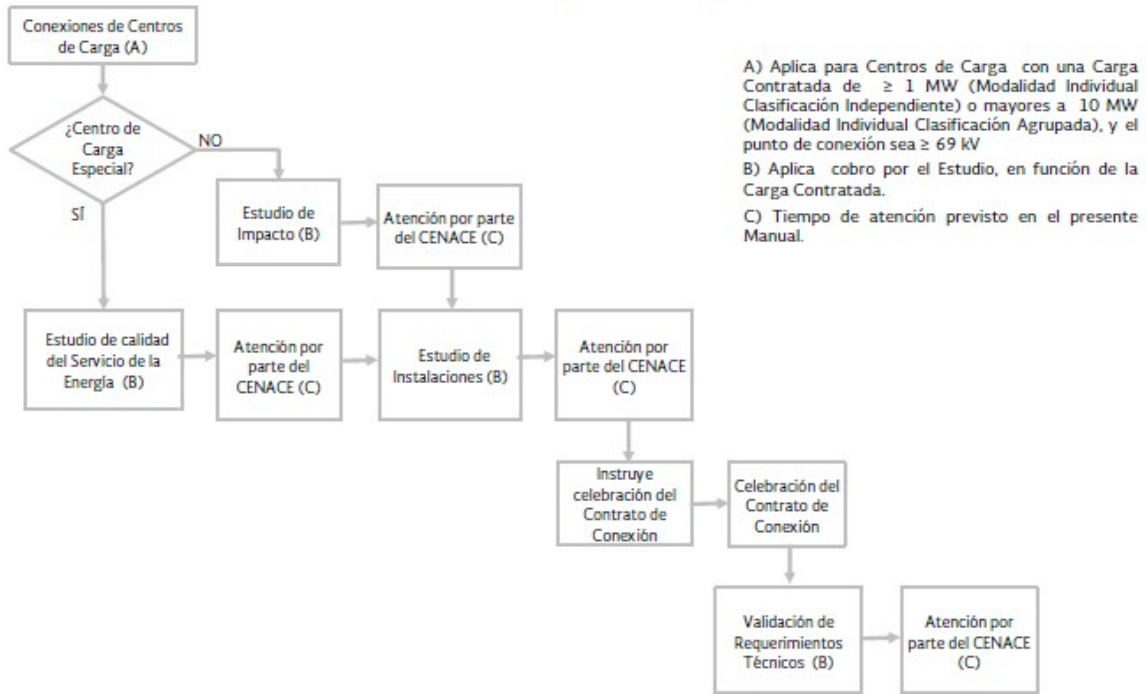 Conexiones de Centros
de Carga (A)
¿Centro de
Carga
Especial?
NO
SÍ
Estudio de
Impacto (B)
Atención por parte
del CENACE (C)
Estudio de calidad
del Servicio de la
Energía (B)
Atención por
parte del
CENACE (C)
Estudio de
Instalaciones (B)
Atención por
parte del CENACE
(C)
Instruye
celebración del
Contrato de
Conexión
Celebración del
Contrato de
Conexión
Validación de
Requerimientos
Técnicos (B)
Atención por
parte del CENACE
(C)
A) Aplica para Centros de Carga con una Carga
Contratada de ≥ 1 MW (Modalidad Individual
Clasificación Independiente) o mayores a 10 MW
(Modalidad Individual Clasificación Agrupada), y el
punto de conexión sea ≥ 69 kV
B) Aplica cobro por el Estudio, en función de la
Carga Contratada.
C) Tiempo de atención previsto en el presente
Manual.